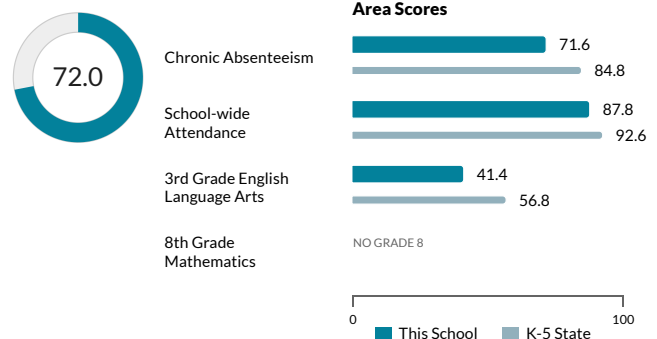 Area Scores
72.0
Chronic Absenteeism
71.6
84.8
School-wide
Attendance
87.8
92.6
3rd Grade English
Language Arts
41.4
56.8
8th Grade
Mathematics
NO GRADE 8
0
100
This School
K-5 State